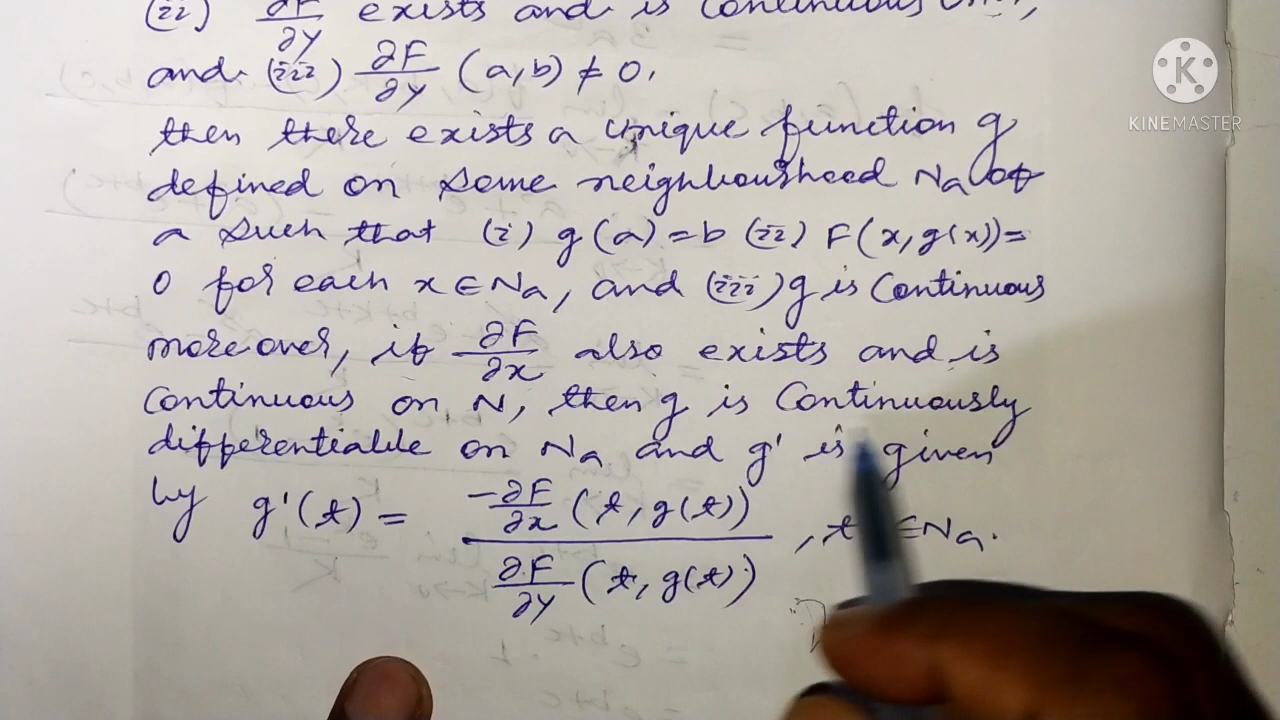 (ii) ∂F/∂y exists and is continuous
and (iii) ∂F/∂y (a,b) ≠ 0.
then there exists a unique function g
defined on some neighbourhood Na of
a such that (i) g(a)=b (ii) F(x,g(x))=
0 for each x∈Na, and (iii) g is continuous
moreover, if ∂F/∂x also exists and is
continuous on N, then g is continuously
differentiable on Na and g' is given
by g'(t) = -∂F/∂x (t, g(t)) / ∂F/∂y (t, g(t)) , t ∈Na.
K
KINEMASTER